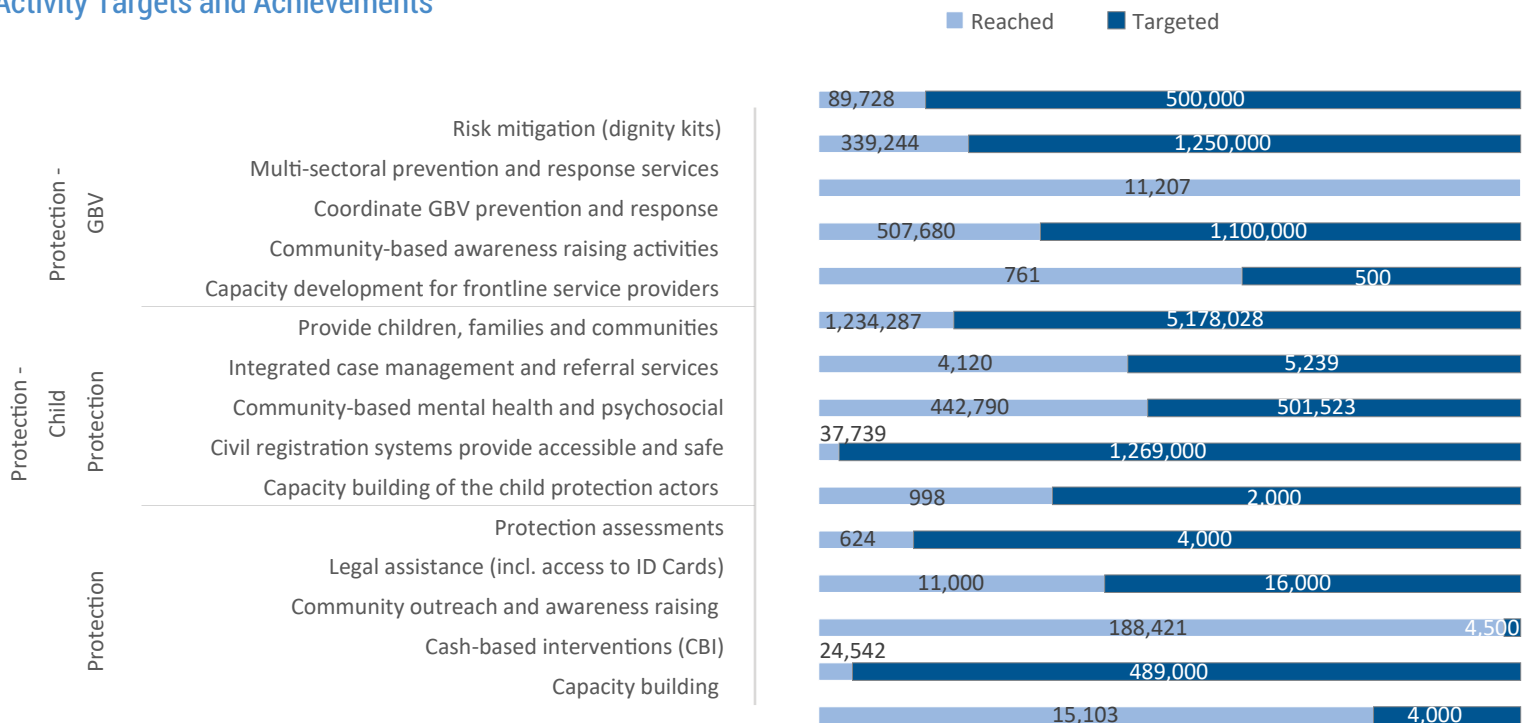 Activity Targets and Achievements
Reached
Targeted
Protection -
GBV
Risk mitigation (dignity kits)
Multi-sectoral prevention and response services
Coordinate GBV prevention and response
Community-based awareness raising activities
Capacity development for frontline service providers
Protection -
Child
Protection
Provide children, families and communities
Integrated case management and referral services
Community-based mental health and psychosocial
Civil registration systems provide accessible and safe
Capacity building of the child protection actors
Protection
Protection assessments
Legal assistance (incl. access to ID Cards)
Community outreach and awareness raising
Cash-based interventions (CBI)
Capacity building
89,728 500,000
339,244 1,250,000
11,207
507,680 1,100,000
761 500
1,234,287 5,178,028
4,120 5,239
442,790 501,523
37,739
1,269,000
998 2,000
624 4,000
11,000 16,000
188,421 4,500
24,542
489,000
15,103 4,000